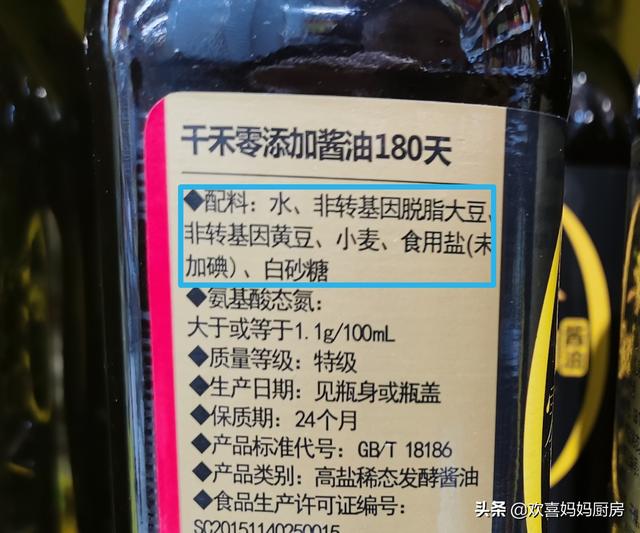 千禾零添加酱油180天
◆配料：水、非转基因脱脂大豆、
非转基因黄豆、小麦、食用盐(未
加碘)、白砂糖
◆氨基酸态氮：
大于或等于1.1g/100mL
◆质量等级：特级
◆生产日期：见瓶身或瓶盖
◆保质期：24个月
◆产品标准代号：GB/T 18186
◆产品类别：高盐稀态发酵酱油
◆食品生产许可证编号：
SC20151140250015
酱油
头条 @欢喜妈妈厨房